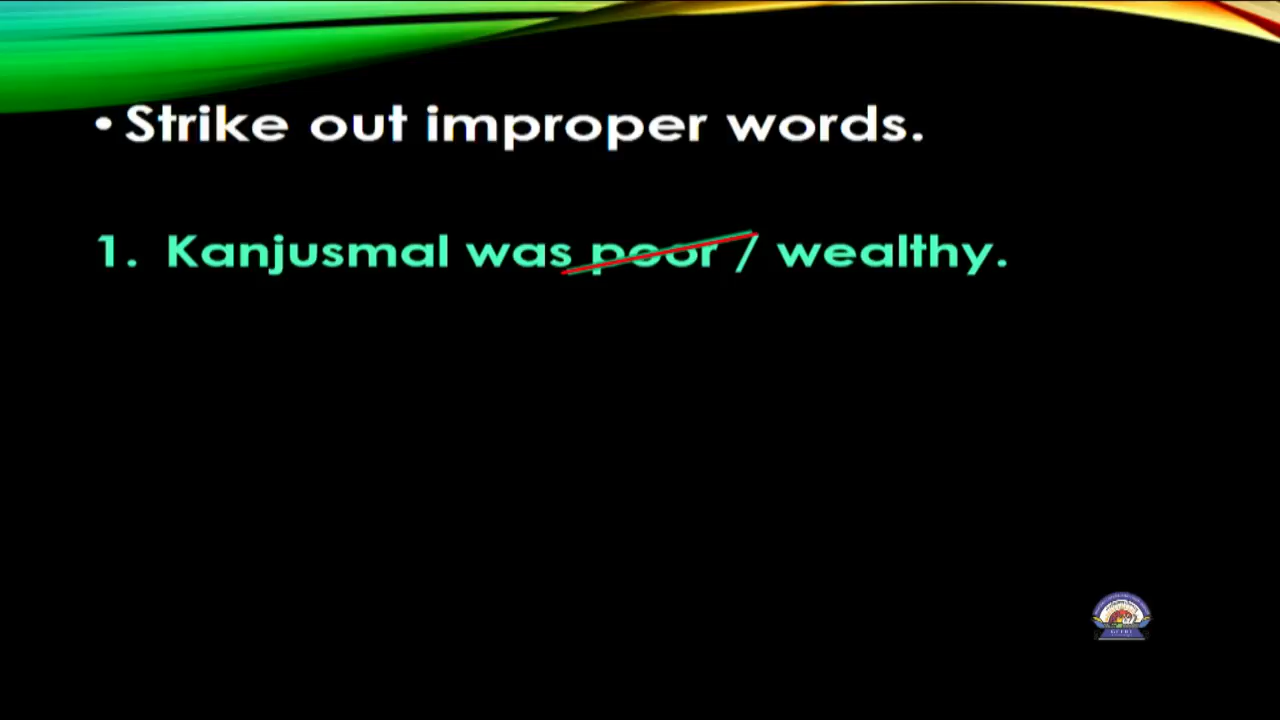 • Strike out improper words.
1. Kanjusmal was poor / wealthy.